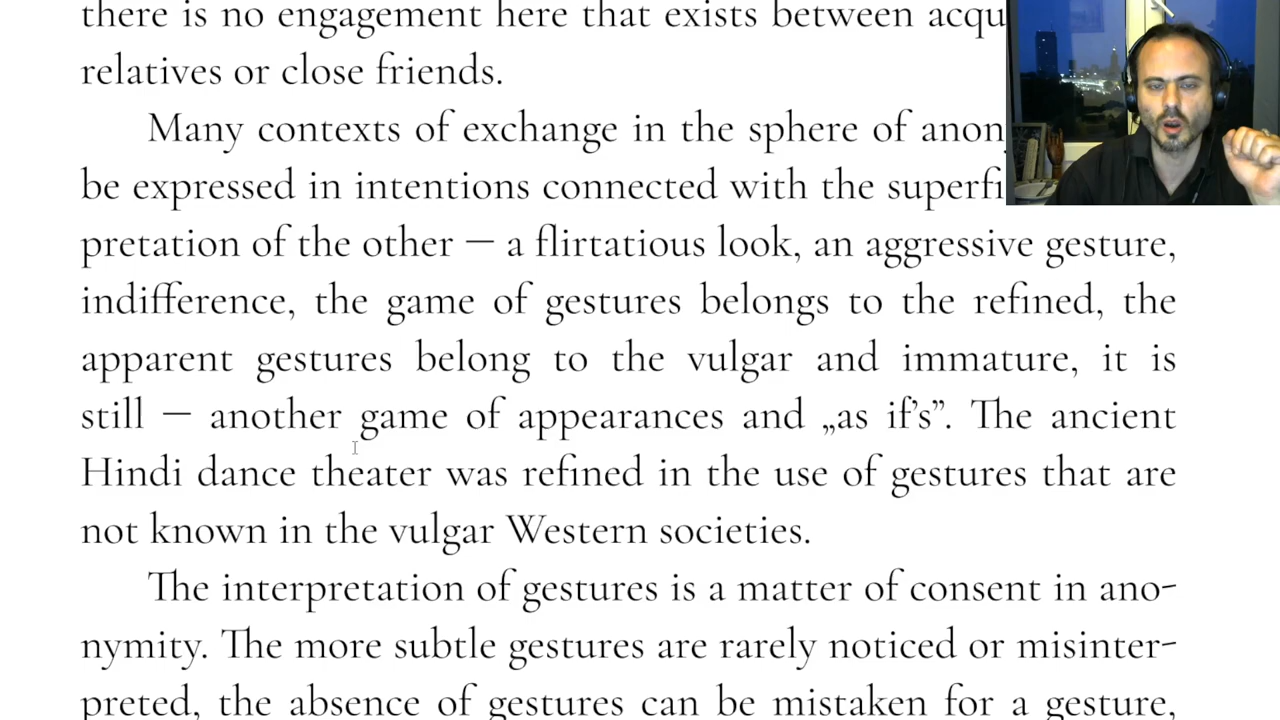 there is no engagement here that exists between acqu
relatives or close friends.
Many contexts of exchange in the sphere of anon
be expressed in intentions connected with the superfi
pretation of the other — a flirtatious look, an aggressive gesture,
indifference, the game of gestures belongs to the refined, the
apparent gestures belong to the vulgar and immature, it is
still — another game of appearances and „as if's”. The ancient
Hindi dance theater was refined in the use of gestures that are
not known in the vulgar Western societies.
The interpretation of gestures is a matter of consent in ano-
nymity. The more subtle gestures are rarely noticed or misinter-
preted, the absence of gestures can be mistaken for a gesture,